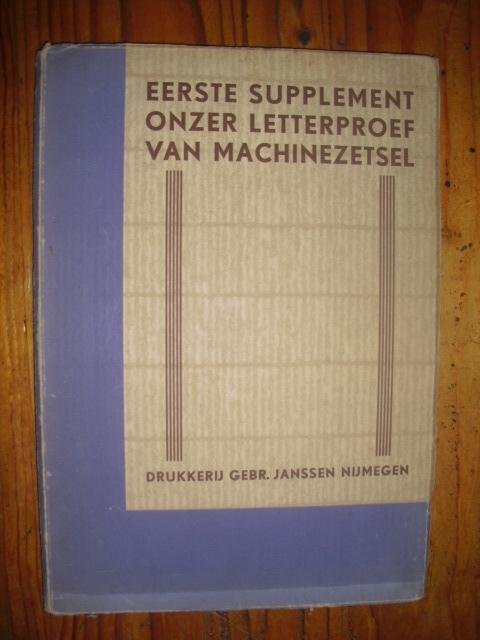 EERSTE SUPPLEMENT
ONZER LETTERPROEF
VAN MACHINEZETSEL
DRUKKERIJ GEBR. JANSSEN NIJMEGEN